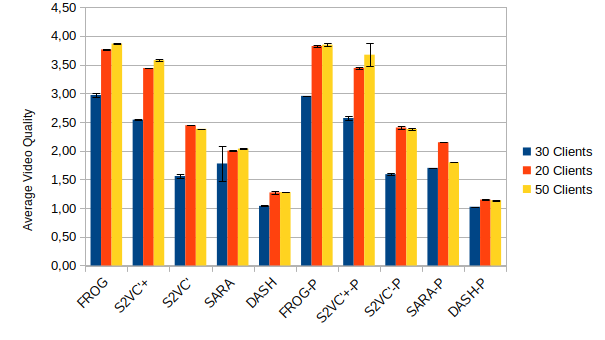 4,50
4,00
3,50
3,00
2,50
2,00
1,50
1,00
0,50
0,00
Average Video Quality
FROG
S2VC'+
S2VC'
SARA
DASH
FROG-P
S2VC'+-P
S2VC'-P
SARA-P
DASH-P
30 Clients
20 Clients
50 Clients